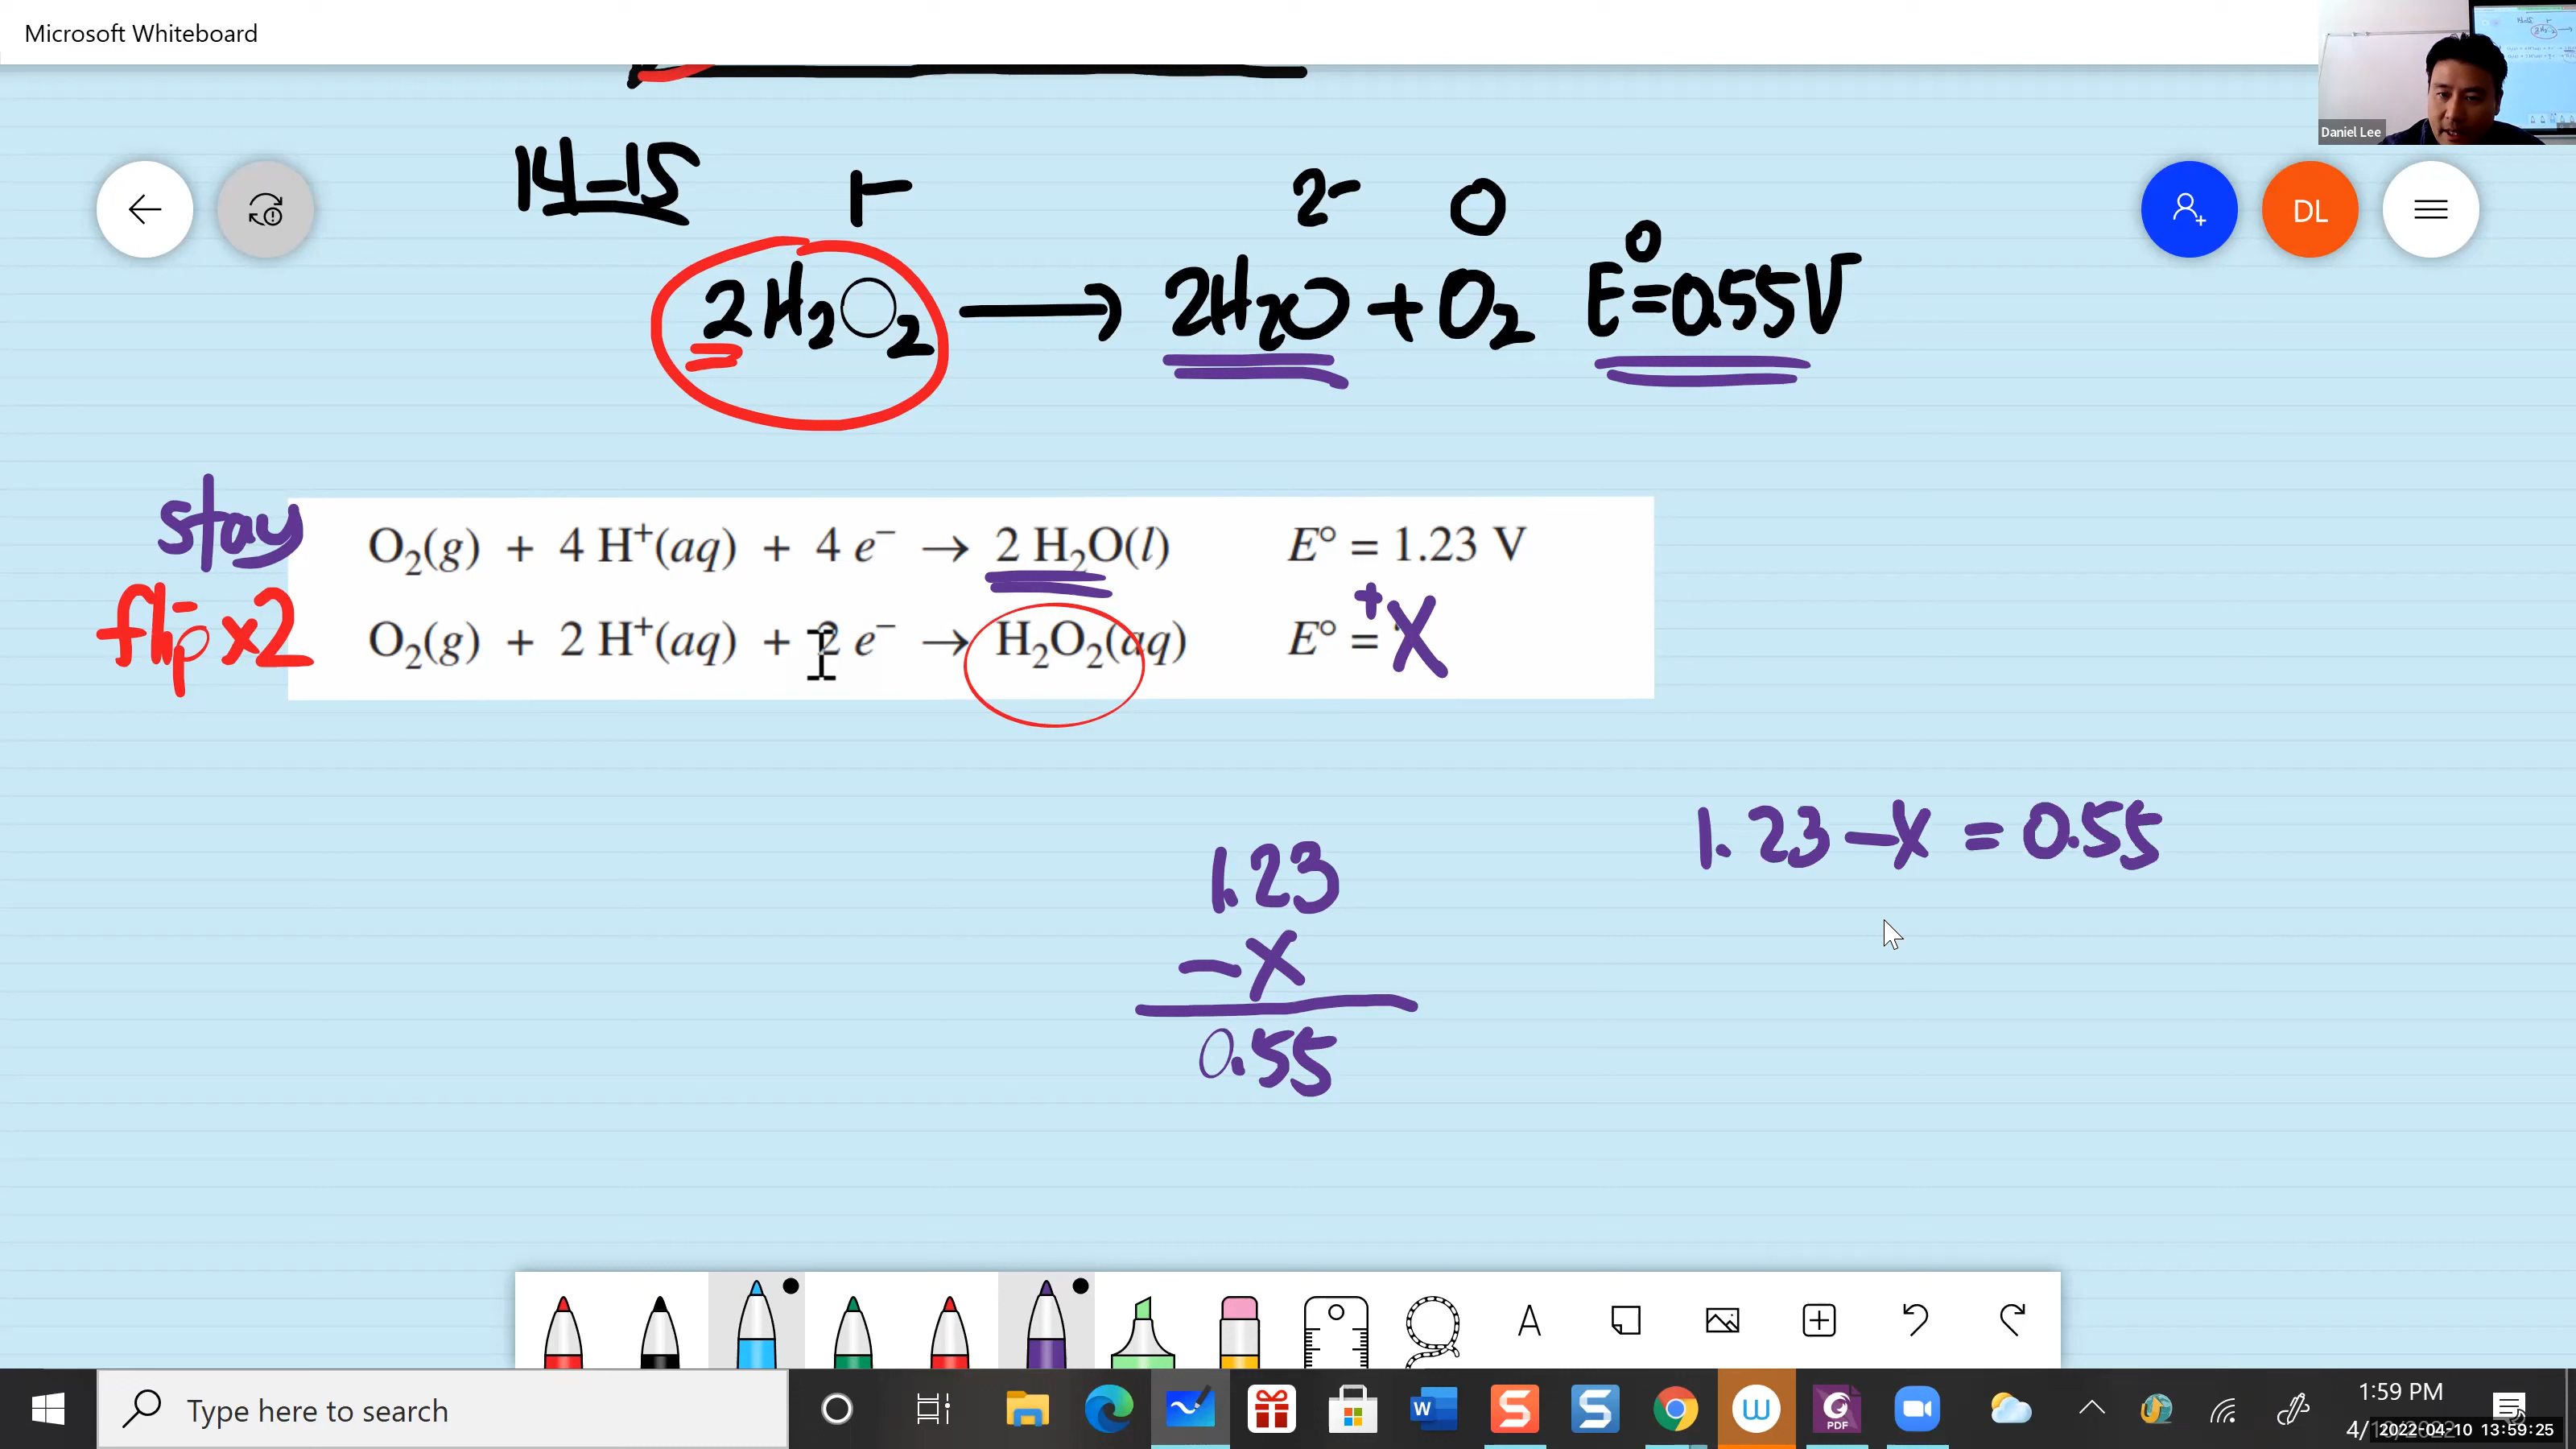 Microsoft Whiteboard
Daniel Lee
DL
14-15 1- 2- 0
2H₂O₂ → 2H₂O + O₂ E°=0.55V
stay O₂(g) + 4 H⁺(aq) + 4 e⁻ → 2 H₂O(l) E° = 1.23 V
flip x2 O₂(g) + 2 H⁺(aq) + 2 e⁻ → H₂O₂(aq) E° = +X
1.23 - X = 0.55
1.23
-X
0.55
A
Type here to search
W
S
S
PDF
1:59 PM
2022-04-10 13:59:25